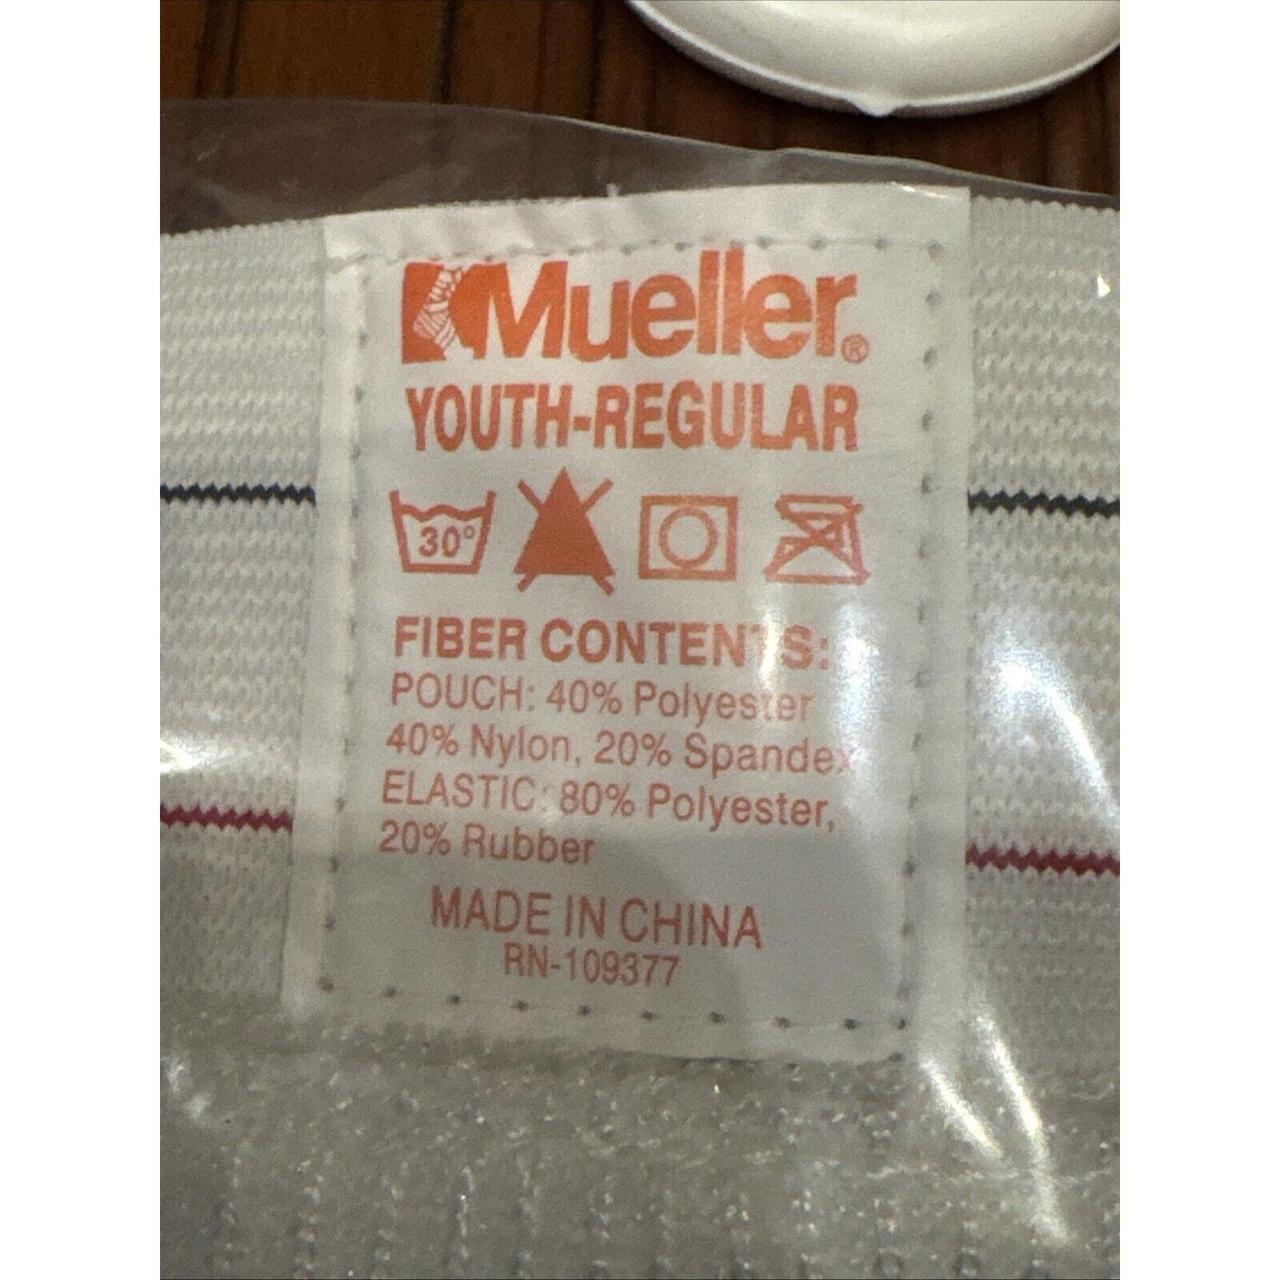 Mueller®
YOUTH-REGULAR
30°
FIBER CONTENTS:
POUCH: 40% Polyester
40% Nylon, 20% Spandex
ELASTIC: 80% Polyester,
20% Rubber
MADE IN CHINA
RN-109377